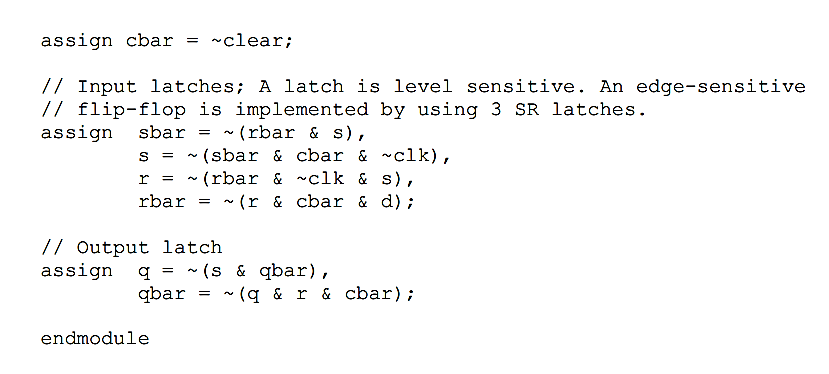 assign cbar = ~clear;
// Input latches; A latch is level sensitive. An edge-sensitive
// flip-flop is implemented by using 3 SR latches.
assign  sbar = ~(rbar & s),
        s = ~(sbar & cbar & ~clk),
        r = ~(rbar & ~clk & s),
        rbar = ~(r & cbar & d);
// Output latch
assign  q = ~(s & qbar),
        qbar = ~(q & r & cbar);
endmodule